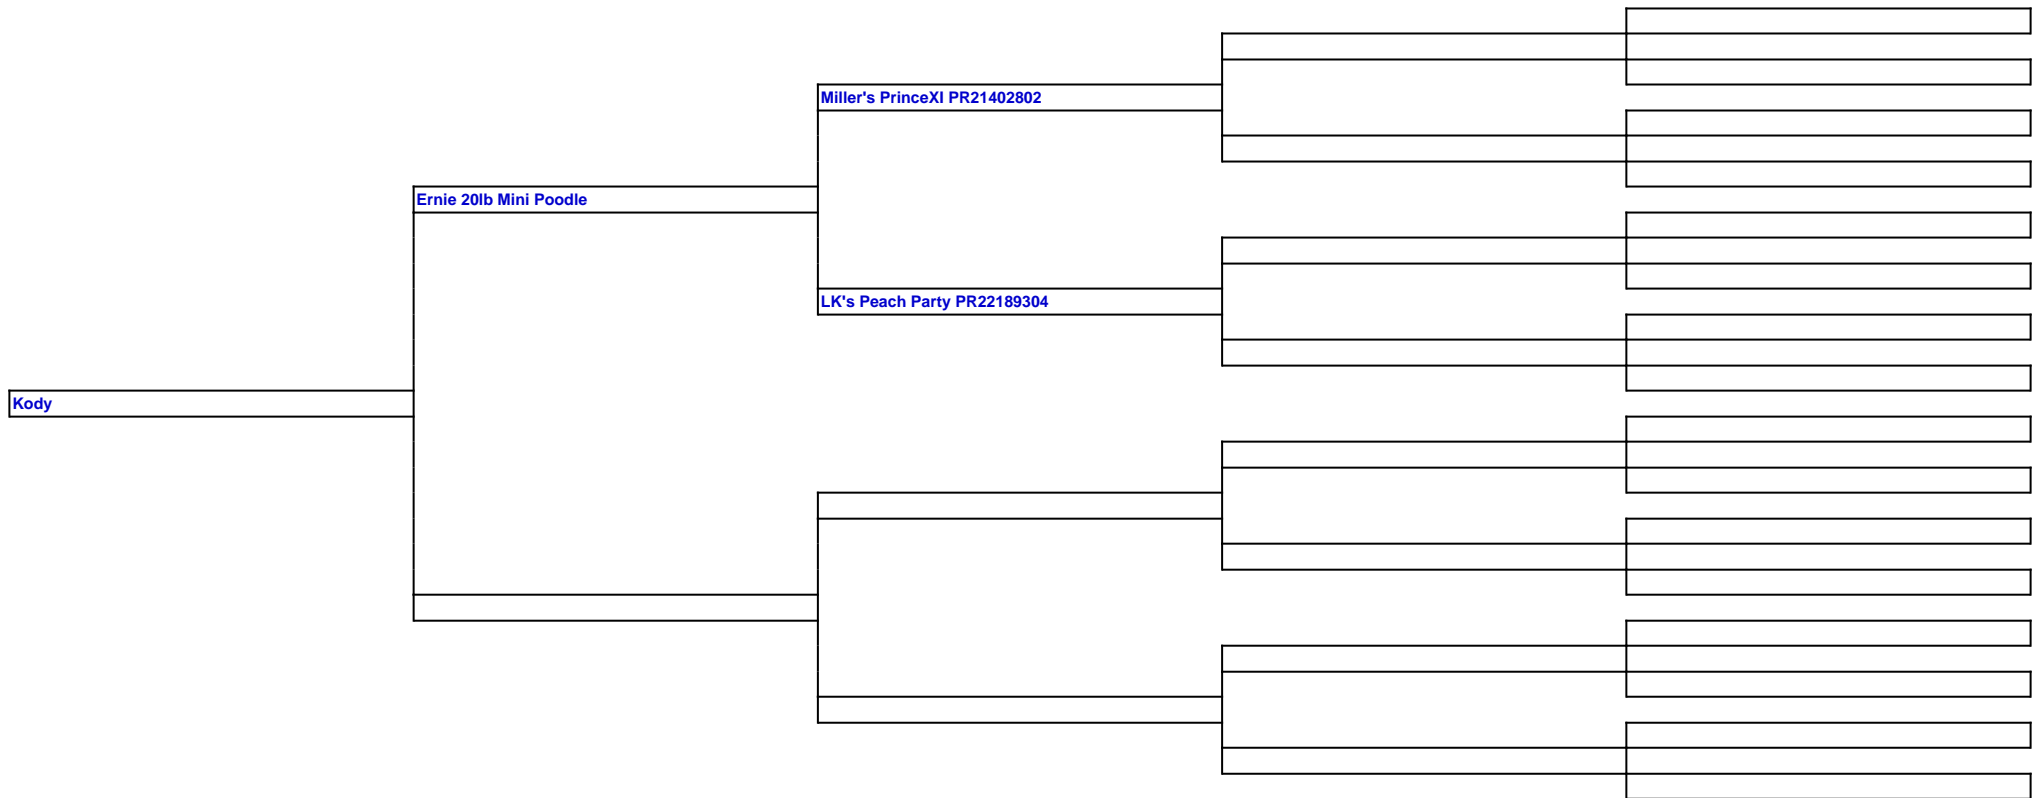 Miller's PrinceXI PR21402802
Ernie 20lb Mini Poodle
LK's Peach Party PR22189304
Kody